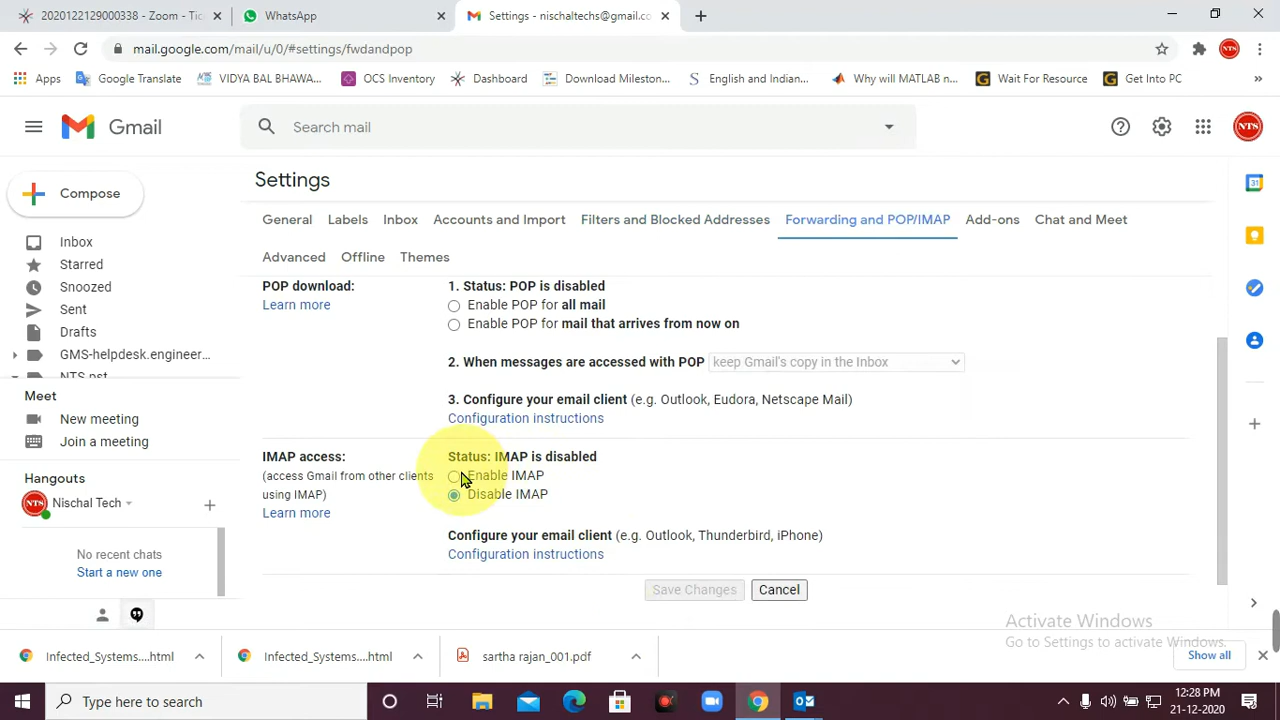 2020122129000338 - Zoom - Tic
WhatsApp
Settings - nischaltechs@gmail.co
mail.google.com/mail/u/0/#settings/fwdandpop
Apps
Google Translate
VIDYA BAL BHAWA...
OCS Inventory
Dashboard
Download Mileston...
English and Indian...
Why will MATLAB n...
Wait For Resource
Get Into PC
Gmail
Search mail
NTS
Compose
Settings
General Labels Inbox Accounts and Import Filters and Blocked Addresses Forwarding and POP/IMAP Add-ons Chat and Meet
Advanced Offline Themes
Inbox
Starred
Snoozed
Sent
Drafts
GMS-helpdesk.engineer...
NTS.pst
Meet
New meeting
Join a meeting
Hangouts
Nischal Tech
No recent chats
Start a new one
POP download:
Learn more
1. Status: POP is disabled
Enable POP for all mail
Enable POP for mail that arrives from now on
2. When messages are accessed with POP keep Gmail's copy in the Inbox
3. Configure your email client (e.g. Outlook, Eudora, Netscape Mail)
Configuration instructions
IMAP access:
(access Gmail from other clients
using IMAP)
Learn more
Status: IMAP is disabled
Enable IMAP
Disable IMAP
Configure your email client (e.g. Outlook, Thunderbird, iPhone)
Configuration instructions
Save Changes Cancel
Activate Windows
Go to Settings to activate Windows.
Infected_Systems....html
Infected_Systems....html
sarthi rajan_001.pdf
Show all
Type here to search
12:28 PM
21-12-2020